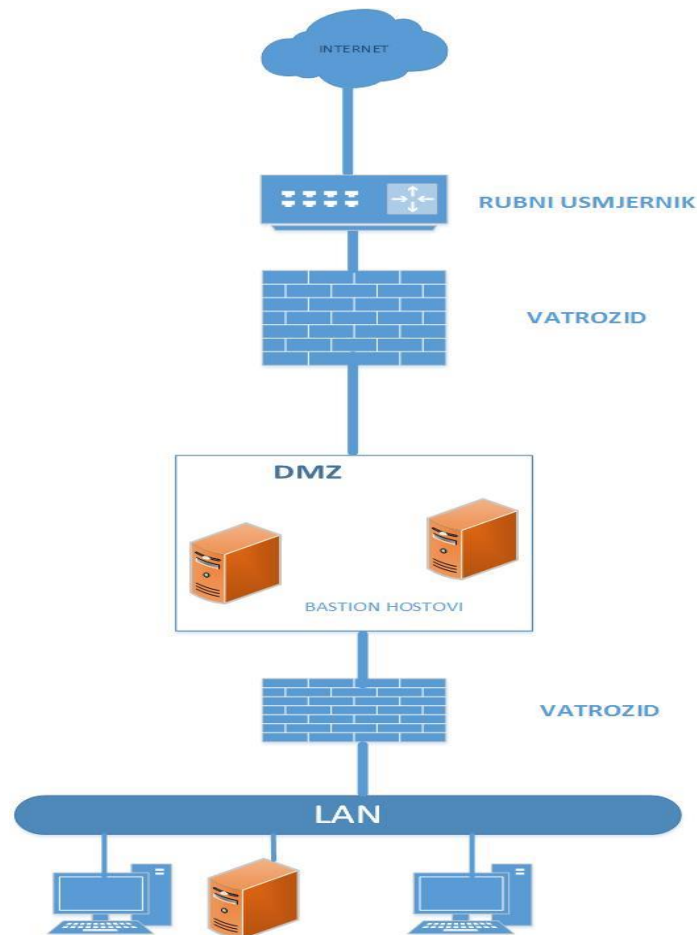 INTERNET
RUBNI USMJERNIK
VATROZID
DMZ
BASTION HOSTOVI
VATROZID
LAN